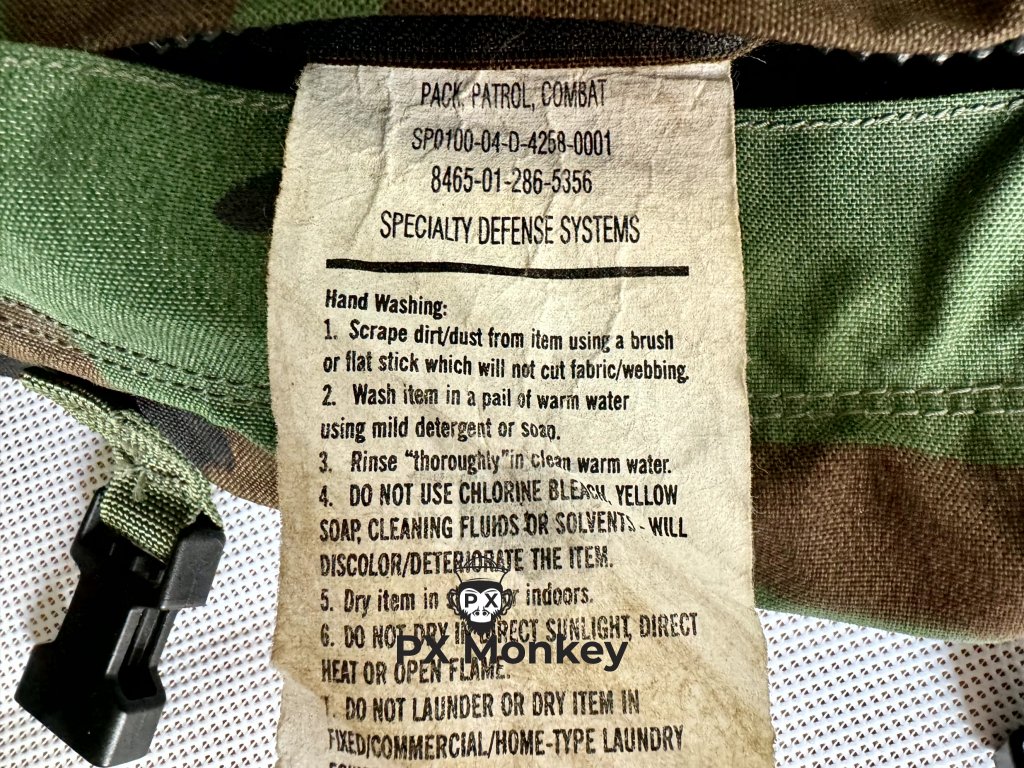 PACK, PATROL, COMBAT
SP0100-04-D-4258-0001
8465-01-286-5356
SPECIALTY DEFENSE SYSTEMS
Hand Washing:
1. Scrape dirt/dust from item using a brush
or flat stick which will not cut fabric/webbing.
2. Wash item in a pail of warm water
using mild detergent or soap.
3. Rinse "thoroughly" in clean warm water.
4. DO NOT USE CHLORINE BLEACH, YELLOW
SOAP, CLEANING FLUIDS OR SOLVENTS - WILL
DISCOLOR/DETERIORATE THE ITEM.
5. Dry item in or indoors.
PX
6. DO NOT DRY IN DIRECT SUNLIGHT, DIRECT
PX Monkey
HEAT OR OPEN FLAME.
7. DO NOT LAUNDER OR DRY ITEM IN
FIXED/COMMERCIAL/HOME-TYPE LAUNDRY